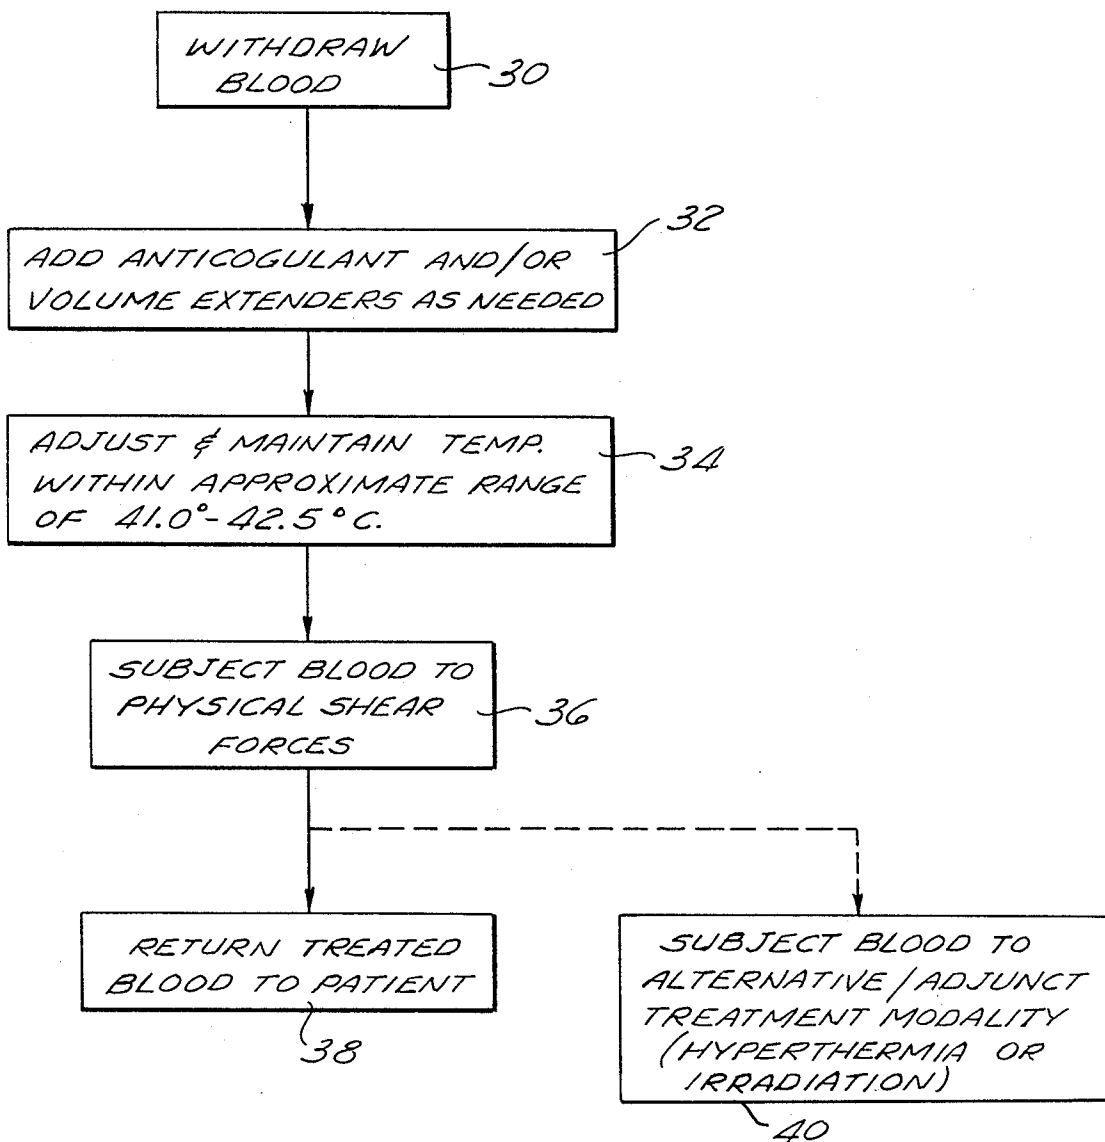 WITHDRAW
BLOOD
30
32
ADD ANTICOGULANT AND/OR
VOLUME EXTENDERS AS NEEDED
ADJUST & MAINTAIN TEMP.
WITHIN APPROXIMATE RANGE
OF 41.0°-42.5°C.
34
SUBJECT BLOOD TO
PHYSICAL SHEAR
FORCES
36
RETURN TREATED
BLOOD TO PATIENT
38
SUBJECT BLOOD TO
ALTERNATIVE/ADJUNCT
TREATMENT MODALITY
(HYPERTHERMIA OR
IRRADIATION)
40